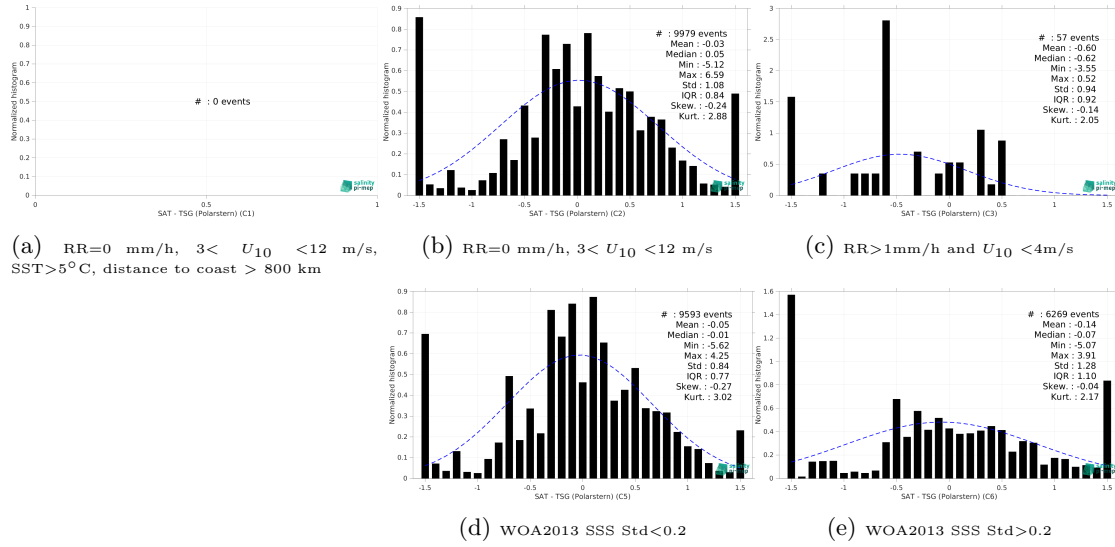 Normalized histogram
1
0.9
0.8
0.7
0.6
0.5
0.4
0.3
0.2
0.1
0
# : 0 events
salinity
pi-mep
0
0.5
1
SAT - TSG (Polarstern) (C1)
(a) RR=0 mm/h, 3< U10 <12 m/s,
SST>5°C, distance to coast > 800 km
Normalized histogram
0.9
0.8
0.7
0.6
0.5
0.4
0.3
0.2
0.1
0
# : 9979 events
Mean : -0.03
Median : 0.05
Min : -5.12
Max : 6.59
Std : 1.08
IQR : 0.84
Skew. : -0.24
Kurt. : 2.88
salinity
pi-mep
-1.5
-1
-0.5
0
0.5
1
1.5
SAT - TSG (Polarstern) (C2)
(b) RR=0 mm/h, 3< U10 <12 m/s
Normalized histogram
3
2.5
2
1.5
1
0.5
0
# : 57 events
Mean : -0.60
Median : -0.62
Min : -3.55
Max : 0.52
Std : 0.94
IQR : 0.92
Skew. : -0.14
Kurt. : 2.05
salinity
pi-mep
-1.5
-1
-0.5
0
0.5
1
1.5
SAT - TSG (Polarstern) (C3)
(c) RR>1mm/h and U10 <4m/s
Normalized histogram
0.9
0.8
0.7
0.6
0.5
0.4
0.3
0.2
0.1
0
# : 9593 events
Mean : -0.05
Median : -0.01
Min : -5.62
Max : 4.25
Std : 0.84
IQR : 0.77
Skew. : -0.27
Kurt. : 3.02
salinity
pi-mep
-1.5
-1
-0.5
0
0.5
1
1.5
SAT - TSG (Polarstern) (C5)
(d) WOA2013 SSS Std<0.2
Normalized histogram
1.6
1.4
1.2
1
0.8
0.6
0.4
0.2
0
# : 6269 events
Mean : -0.14
Median : -0.07
Min : -5.07
Max : 3.91
Std : 1.28
IQR : 1.10
Skew. : -0.04
Kurt. : 2.17
salinity
pi-mep
-1.5
-1
-0.5
0
0.5
1
1.5
SAT - TSG (Polarstern) (C6)
(e) WOA2013 SSS Std>0.2